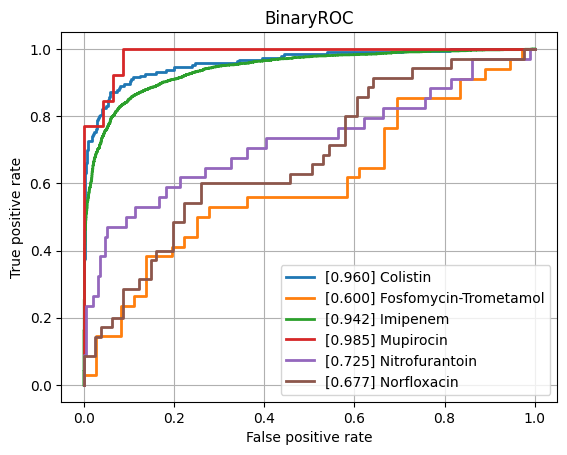 BinaryROC
True positive rate
1.0
0.8
0.6
0.4
0.2
0.0
[0.960] Colistin
[0.600] Fosfomycin-Trometamol
[0.942] Imipenem
[0.985] Mupirocin
[0.725] Nitrofurantoin
[0.677] Norfloxacin
0.0 0.2 0.4 0.6 0.8 1.0
False positive rate